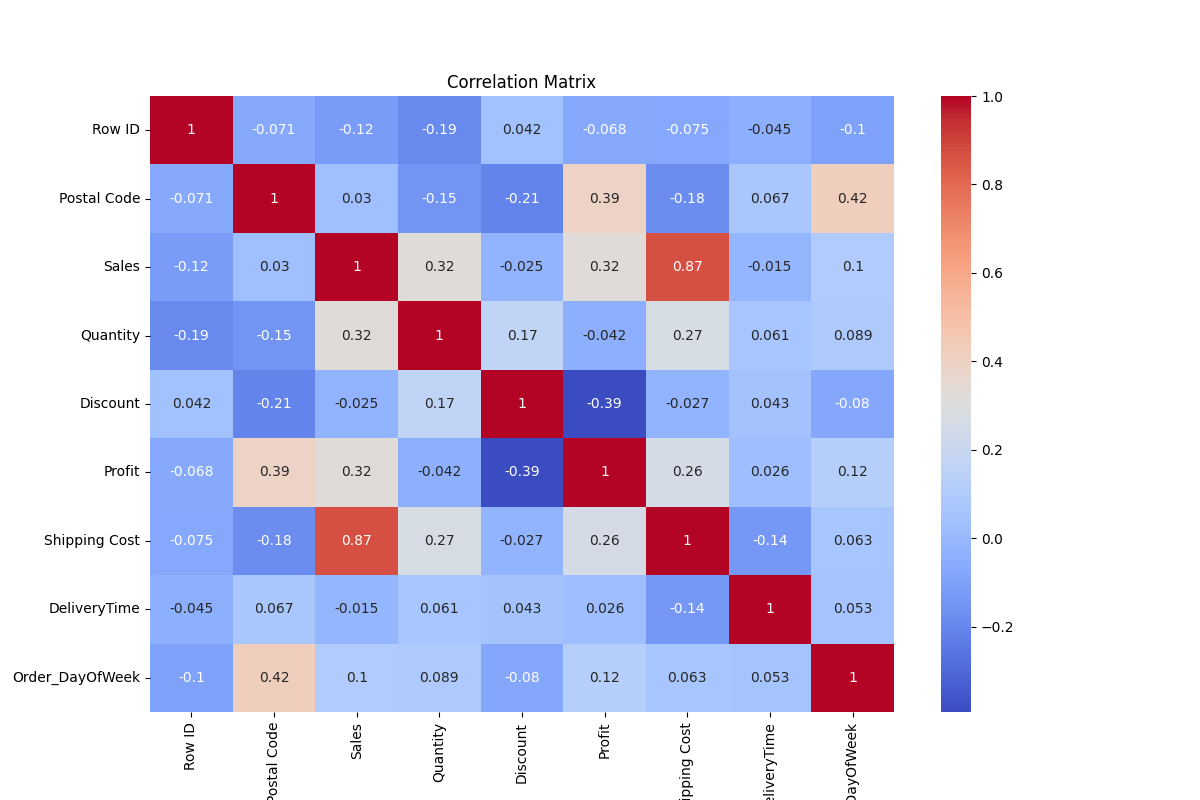 Correlation Matrix
Row ID 1 -0.071 -0.12 -0.19 0.042 -0.068 -0.075 -0.045 -0.1
Postal Code -0.071 1 0.03 -0.15 -0.21 0.39 -0.18 0.067 0.42
Sales -0.12 0.03 1 0.32 -0.025 0.32 0.87 -0.015 0.1
Quantity -0.19 -0.15 0.32 1 0.17 -0.042 0.27 0.061 0.089
Discount 0.042 -0.21 -0.025 0.17 1 -0.39 -0.027 0.043 -0.08
Profit -0.068 0.39 0.32 -0.042 -0.39 1 0.26 0.026 0.12
Shipping Cost -0.075 -0.18 0.87 0.27 -0.027 0.26 1 -0.14 0.063
DeliveryTime -0.045 0.067 -0.015 0.061 0.043 0.026 -0.14 1 0.053
Order_DayOfWeek -0.1 0.42 0.1 0.089 -0.08 0.12 0.063 0.053 1
Row ID
Postal Code
Sales
Quantity
Discount
Profit
ipping Cost
eliveryTime
DayOfWeek
1.0
0.8
0.6
0.4
0.2
0.0
−0.2